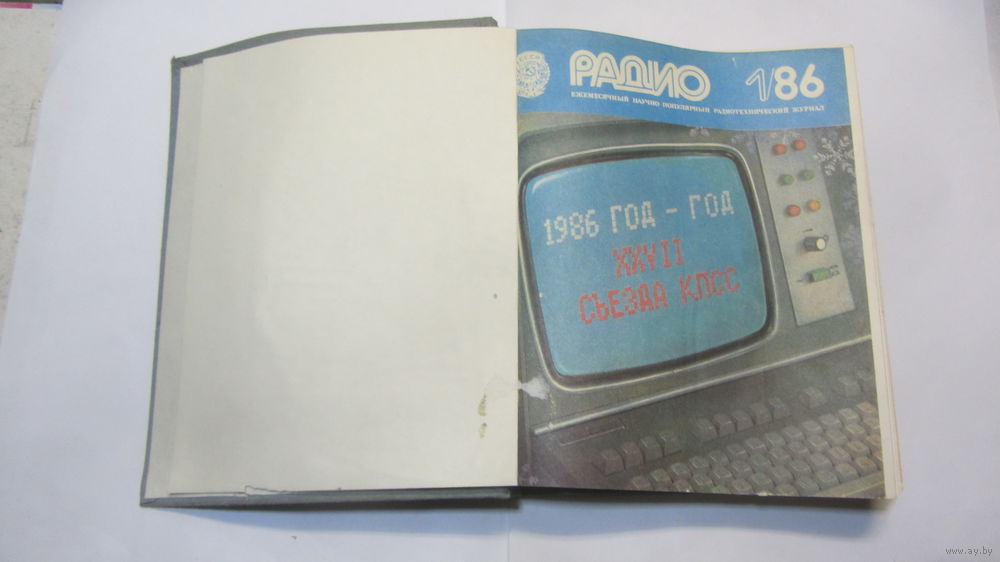 РАДИО
1/86
ЕЖЕМЕСЯЧНЫЙ НАУЧНО-ПОПУЛЯРНЫЙ РАДИОТЕХНИЧЕСКИЙ ЖУРНАЛ
1986 ГОД - ГОД
XXVII
СЪЕЗДА КПСС
www.ay.by